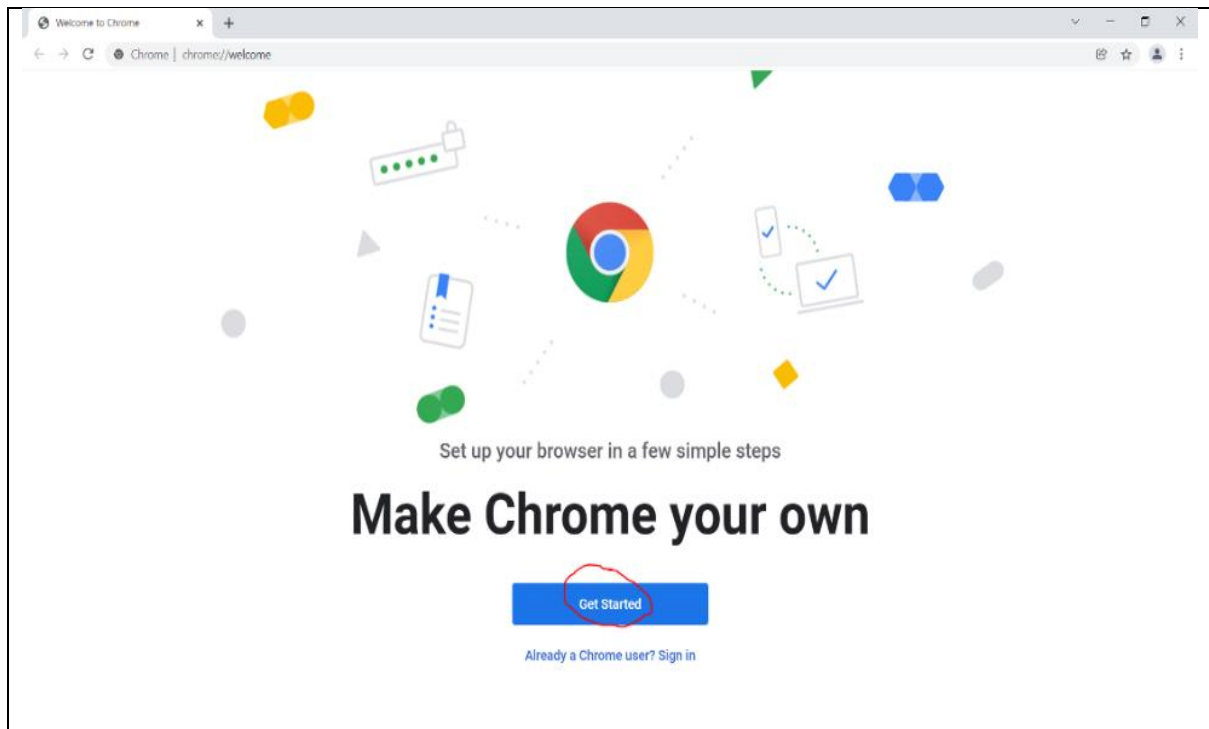 Welcome to Chrome
Chrome | chrome://welcome
Set up your browser in a few simple steps
Make Chrome your own
Get Started
Already a Chrome user? Sign in